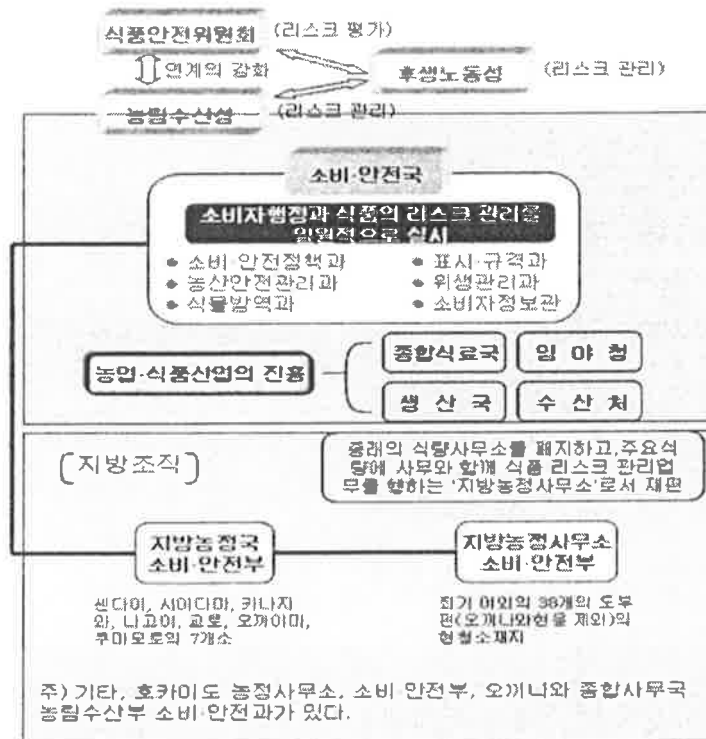 식품안전위원회 (리스크 평가)
연계의 강화
후생노동성 (리스크 관리)
농림수산성 (리스크 관리)
소비·안전국
소비자행정과 식품의 리스크 관리를
일원적으로 실시
• 소비·안전정책과
• 표시·규격과
• 농산안전관리과
• 위생관리과
• 식물방역과
• 소비자정보관
농업·식품산업의 진흥
종합식료국
임 야 청
생 산 국
수 산 처
[지방조직]
종래의 식량사무소를 폐지하고,주요식
량에 사무와 함께 식품 리스크 관리업
무를 행하는 '지방농정사무소'로서 재편
지방농정국
소비·안전부
지방농정사무소
소비·안전부
센다이, 사이다마, 카나자
와, 나고야, 교토, 오까야마,
쿠마모토의 7개소
전기 이외의 38개의 도부
현(오끼나와현을 제외)의
현청소재지
주) 기타, 호카이도 농정사무소, 소비·안전부, 오끼나와 종합사무국
농림수산부 소비·안전과가 있다.